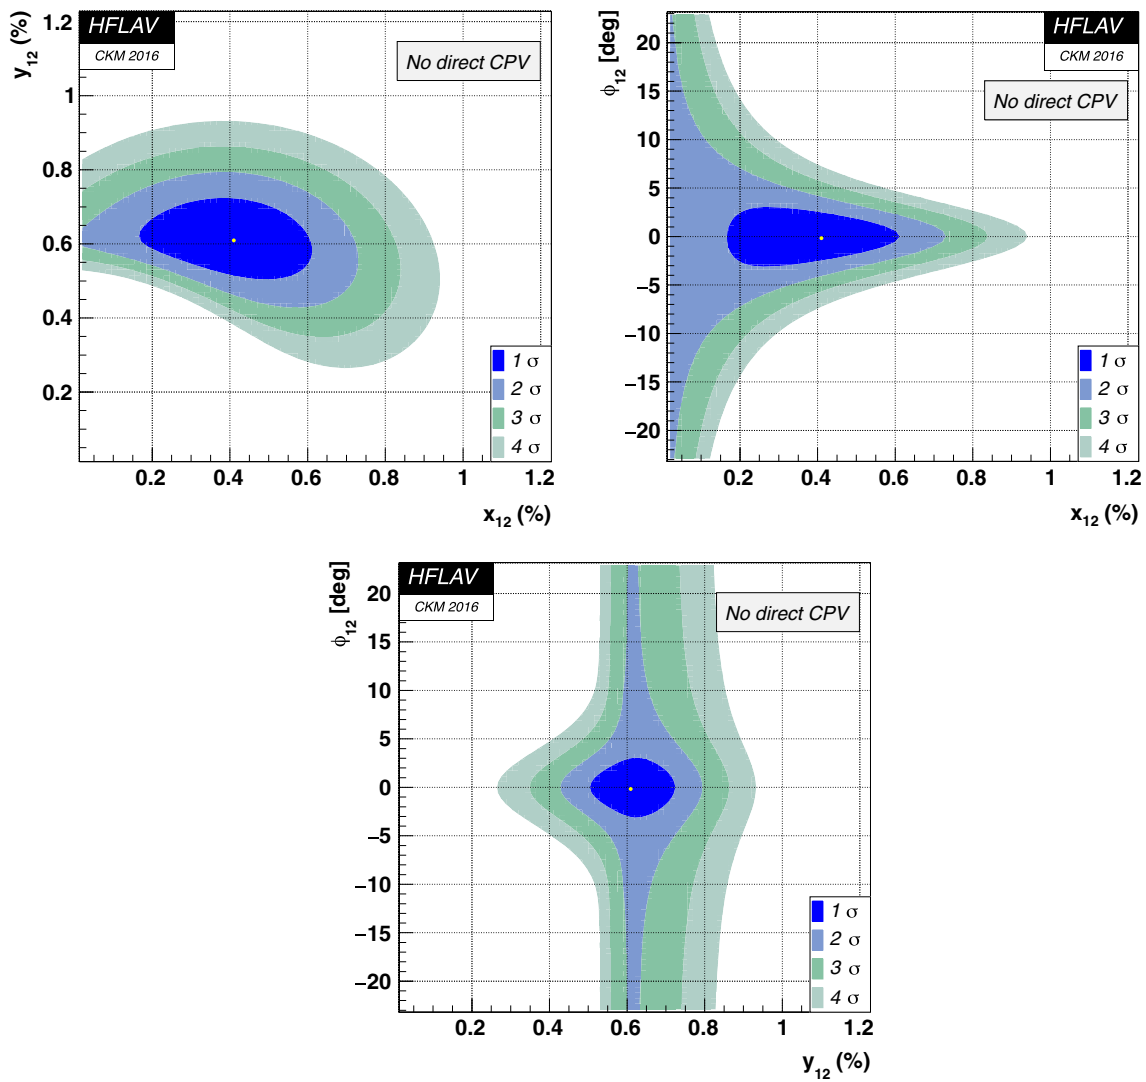 y12 (%)
HFLAV
CKM 2016
No direct CPV
1.2
1
0.8
0.6
0.4
0.2
1 σ
2 σ
3 σ
4 σ
0.2 0.4 0.6 0.8 1 1.2
x12 (%)
ϕ12 [deg]
HFLAV
CKM 2016
No direct CPV
20
15
10
5
0
−5
−10
−15
−20
1 σ
2 σ
3 σ
4 σ
0.2 0.4 0.6 0.8 1 1.2
x12 (%)
ϕ12 [deg]
HFLAV
CKM 2016
No direct CPV
20
15
10
5
0
−5
−10
−15
−20
1 σ
2 σ
3 σ
4 σ
0.2 0.4 0.6 0.8 1 1.2
y12 (%)